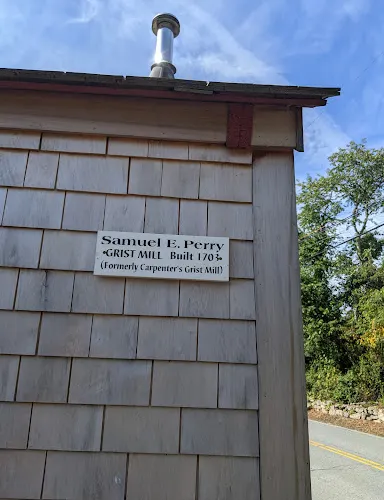 Samuel E. Perry
•GRIST MILL Built 1703•
(Formerly Carpenter's Grist Mill)